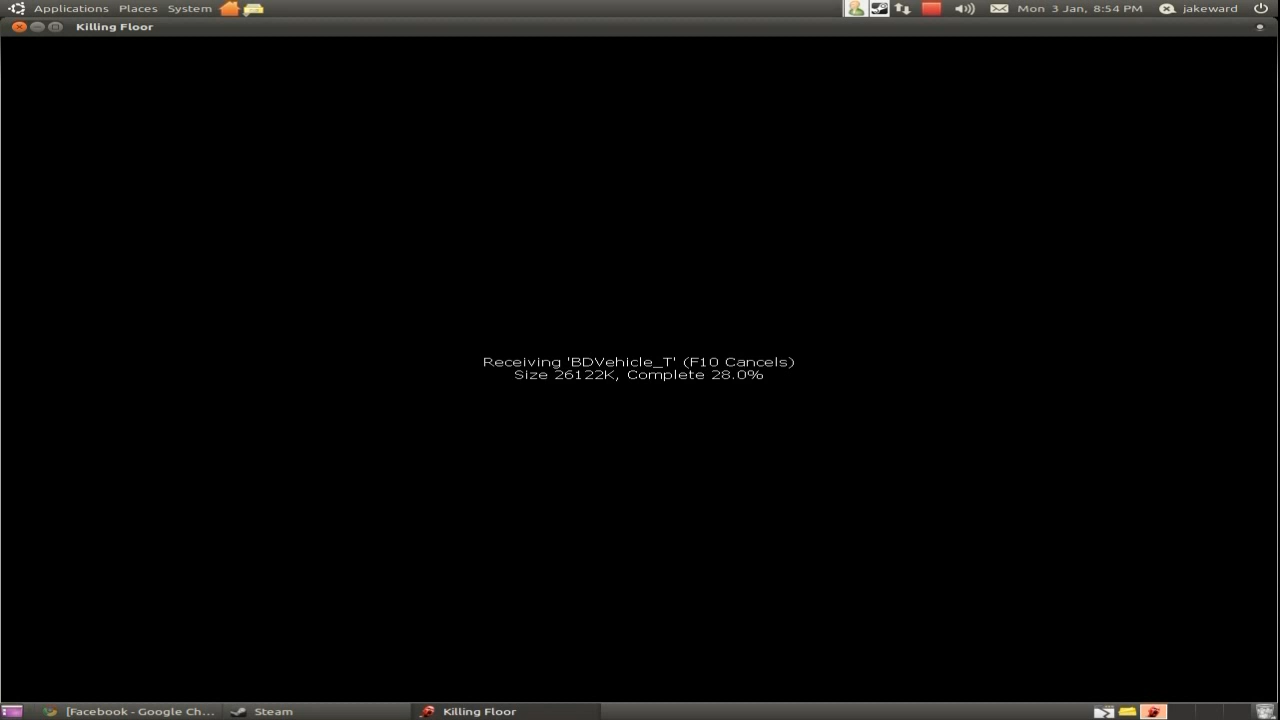 Applications Places System Mon 3 Jan, 8:54 PM jakeward
Killing Floor
Receiving 'BDVehicle_T' (F10 Cancels)
Size 26122K, Complete 28.0%
[Facebook - Google Ch... Steam Killing Floor